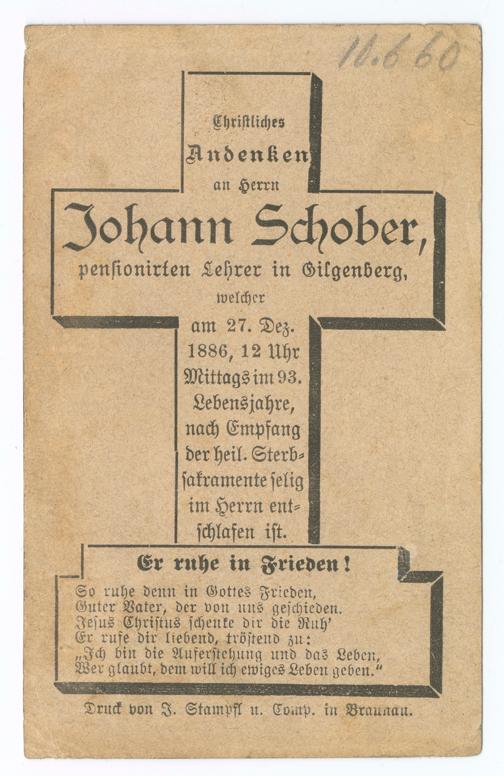 10.6 60
Christliches
Andenken
an Herrn
Johann Schober,
pensionirten Lehrer in Gilgenberg,
welcher
am 27. Dez.
1886, 12 Uhr
Mittags im 93.
Lebensjahre,
nach Empfang
der heil. Sterb-
sakramente selig
im Herrn ent-
schlafen ist.
Er ruhe in Frieden!
So ruhe denn in Gottes Frieden,
Guter Vater, der von uns geschieden.
Jesus Christus schenke dir die Ruh'
Er rufe dir liebend, tröstend zu:
„Ich bin die Auferstehung und das Leben,
Wer glaubt, dem will ich ewiges Leben geben.“
Druck von J. Stampfl u. Comp. in Braunau.